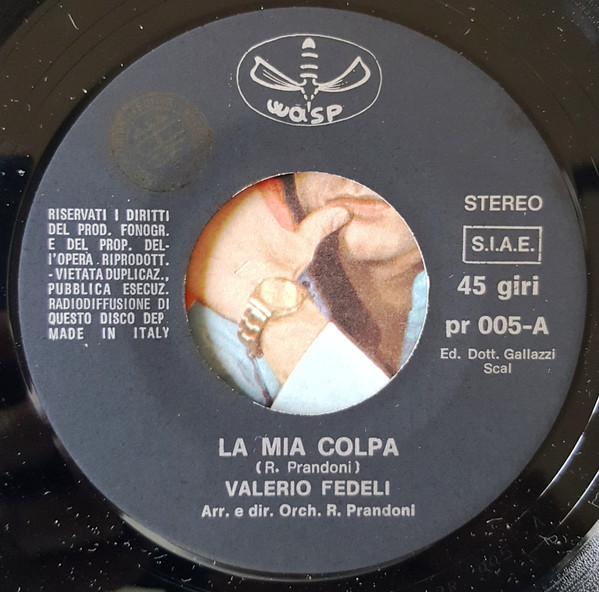 wasp
RISERVATI I DIRITTI
DEL PROD. FONOGR.
E DEL PROP. DEL-
L'OPERA. RIPRODOTT.
- VIETATA DUPLICAZ.,
PUBBLICA ESECUZ.
RADIODIFFUSIONE DI
QUESTO DISCO DEP.
MADE IN ITALY
STEREO
S.I.A.E.
45 giri
pr 005-A
Ed. Dott. Gallazzi
Scal
LA MIA COLPA
(R. Prandoni)
VALERIO FEDELI
Arr. e dir. Orch. R. Prandoni